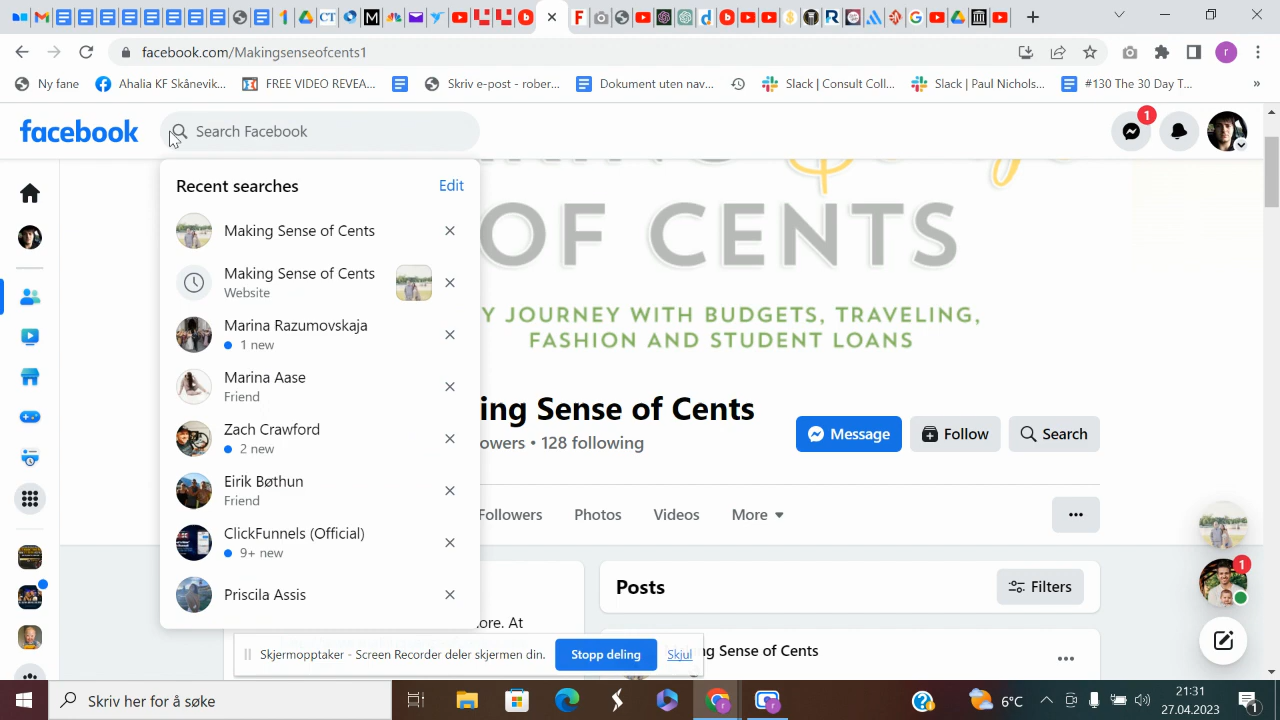 facebook.com/Makingsenseofcents1
Ny fane
Ahalia KF Skånevik...
FREE VIDEO REVEA...
Skriv e-post - rober...
Dokument uten nav...
Slack | Consult Coll...
Slack | Paul Nichols...
#130 The 30 Day T...
»
facebook
Search Facebook
1
Recent searches
Edit
Making Sense of Cents
Making Sense of Cents
Website
Marina Razumovskaja
1 new
Marina Aase
Friend
Zach Crawford
2 new
Eirik Bøthun
Friend
ClickFunnels (Official)
9+ new
Priscila Assis
OF CENTS
Y JOURNEY WITH BUDGETS, TRAVELING,
FASHION AND STUDENT LOANS
ing Sense of Cents
owers • 128 following
Message
Follow
Search
Followers
Photos
Videos
More
Posts
Filters
ore. At
ng Sense of Cents
1
Skjermopptaker - Screen Recorder deler skjermen din.
Stopp deling
Skjul
Skriv her for å søke
6°C
21:31
27.04.2023
1